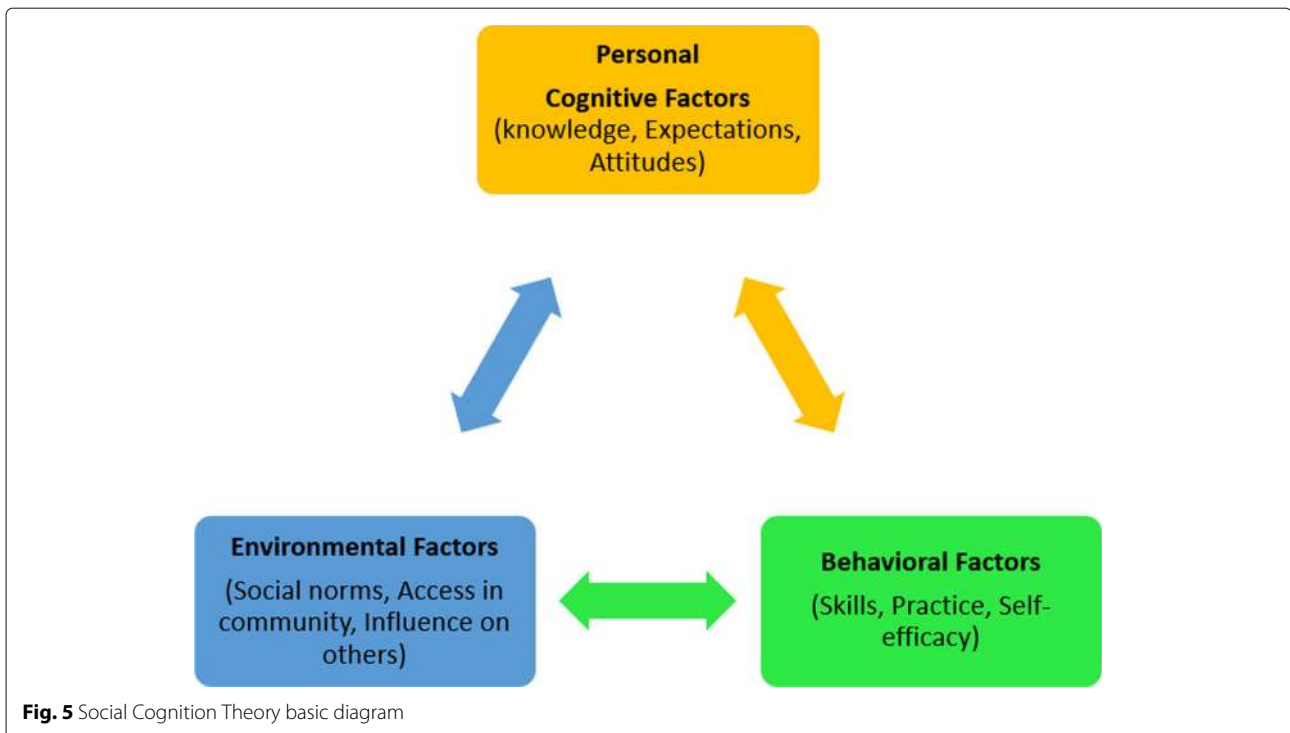 Personal
Cognitive Factors
(knowledge, Expectations,
Attitudes)
Environmental Factors
(Social norms, Access in
community, Influence on
others)
Behavioral Factors
(Skills, Practice, Self-
efficacy)
Fig. 5 Social Cognition Theory basic diagram